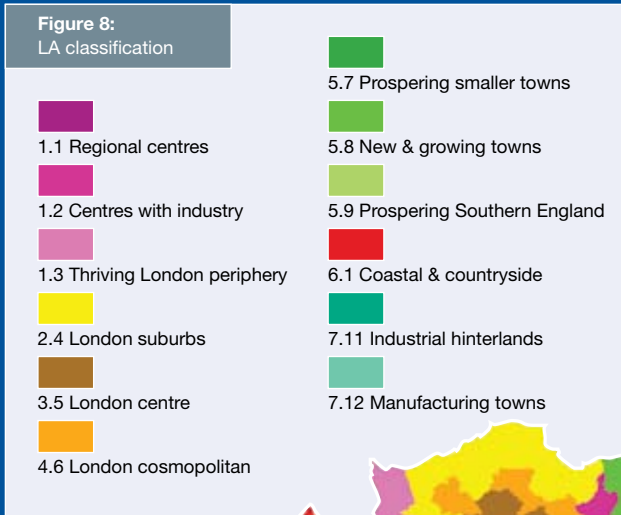 Figure 8:
LA classification
1.1 Regional centres
1.2 Centres with industry
1.3 Thriving London periphery
2.4 London suburbs
3.5 London centre
4.6 London cosmopolitan
5.7 Prospering smaller towns
5.8 New & growing towns
5.9 Prospering Southern England
6.1 Coastal & countryside
7.11 Industrial hinterlands
7.12 Manufacturing towns